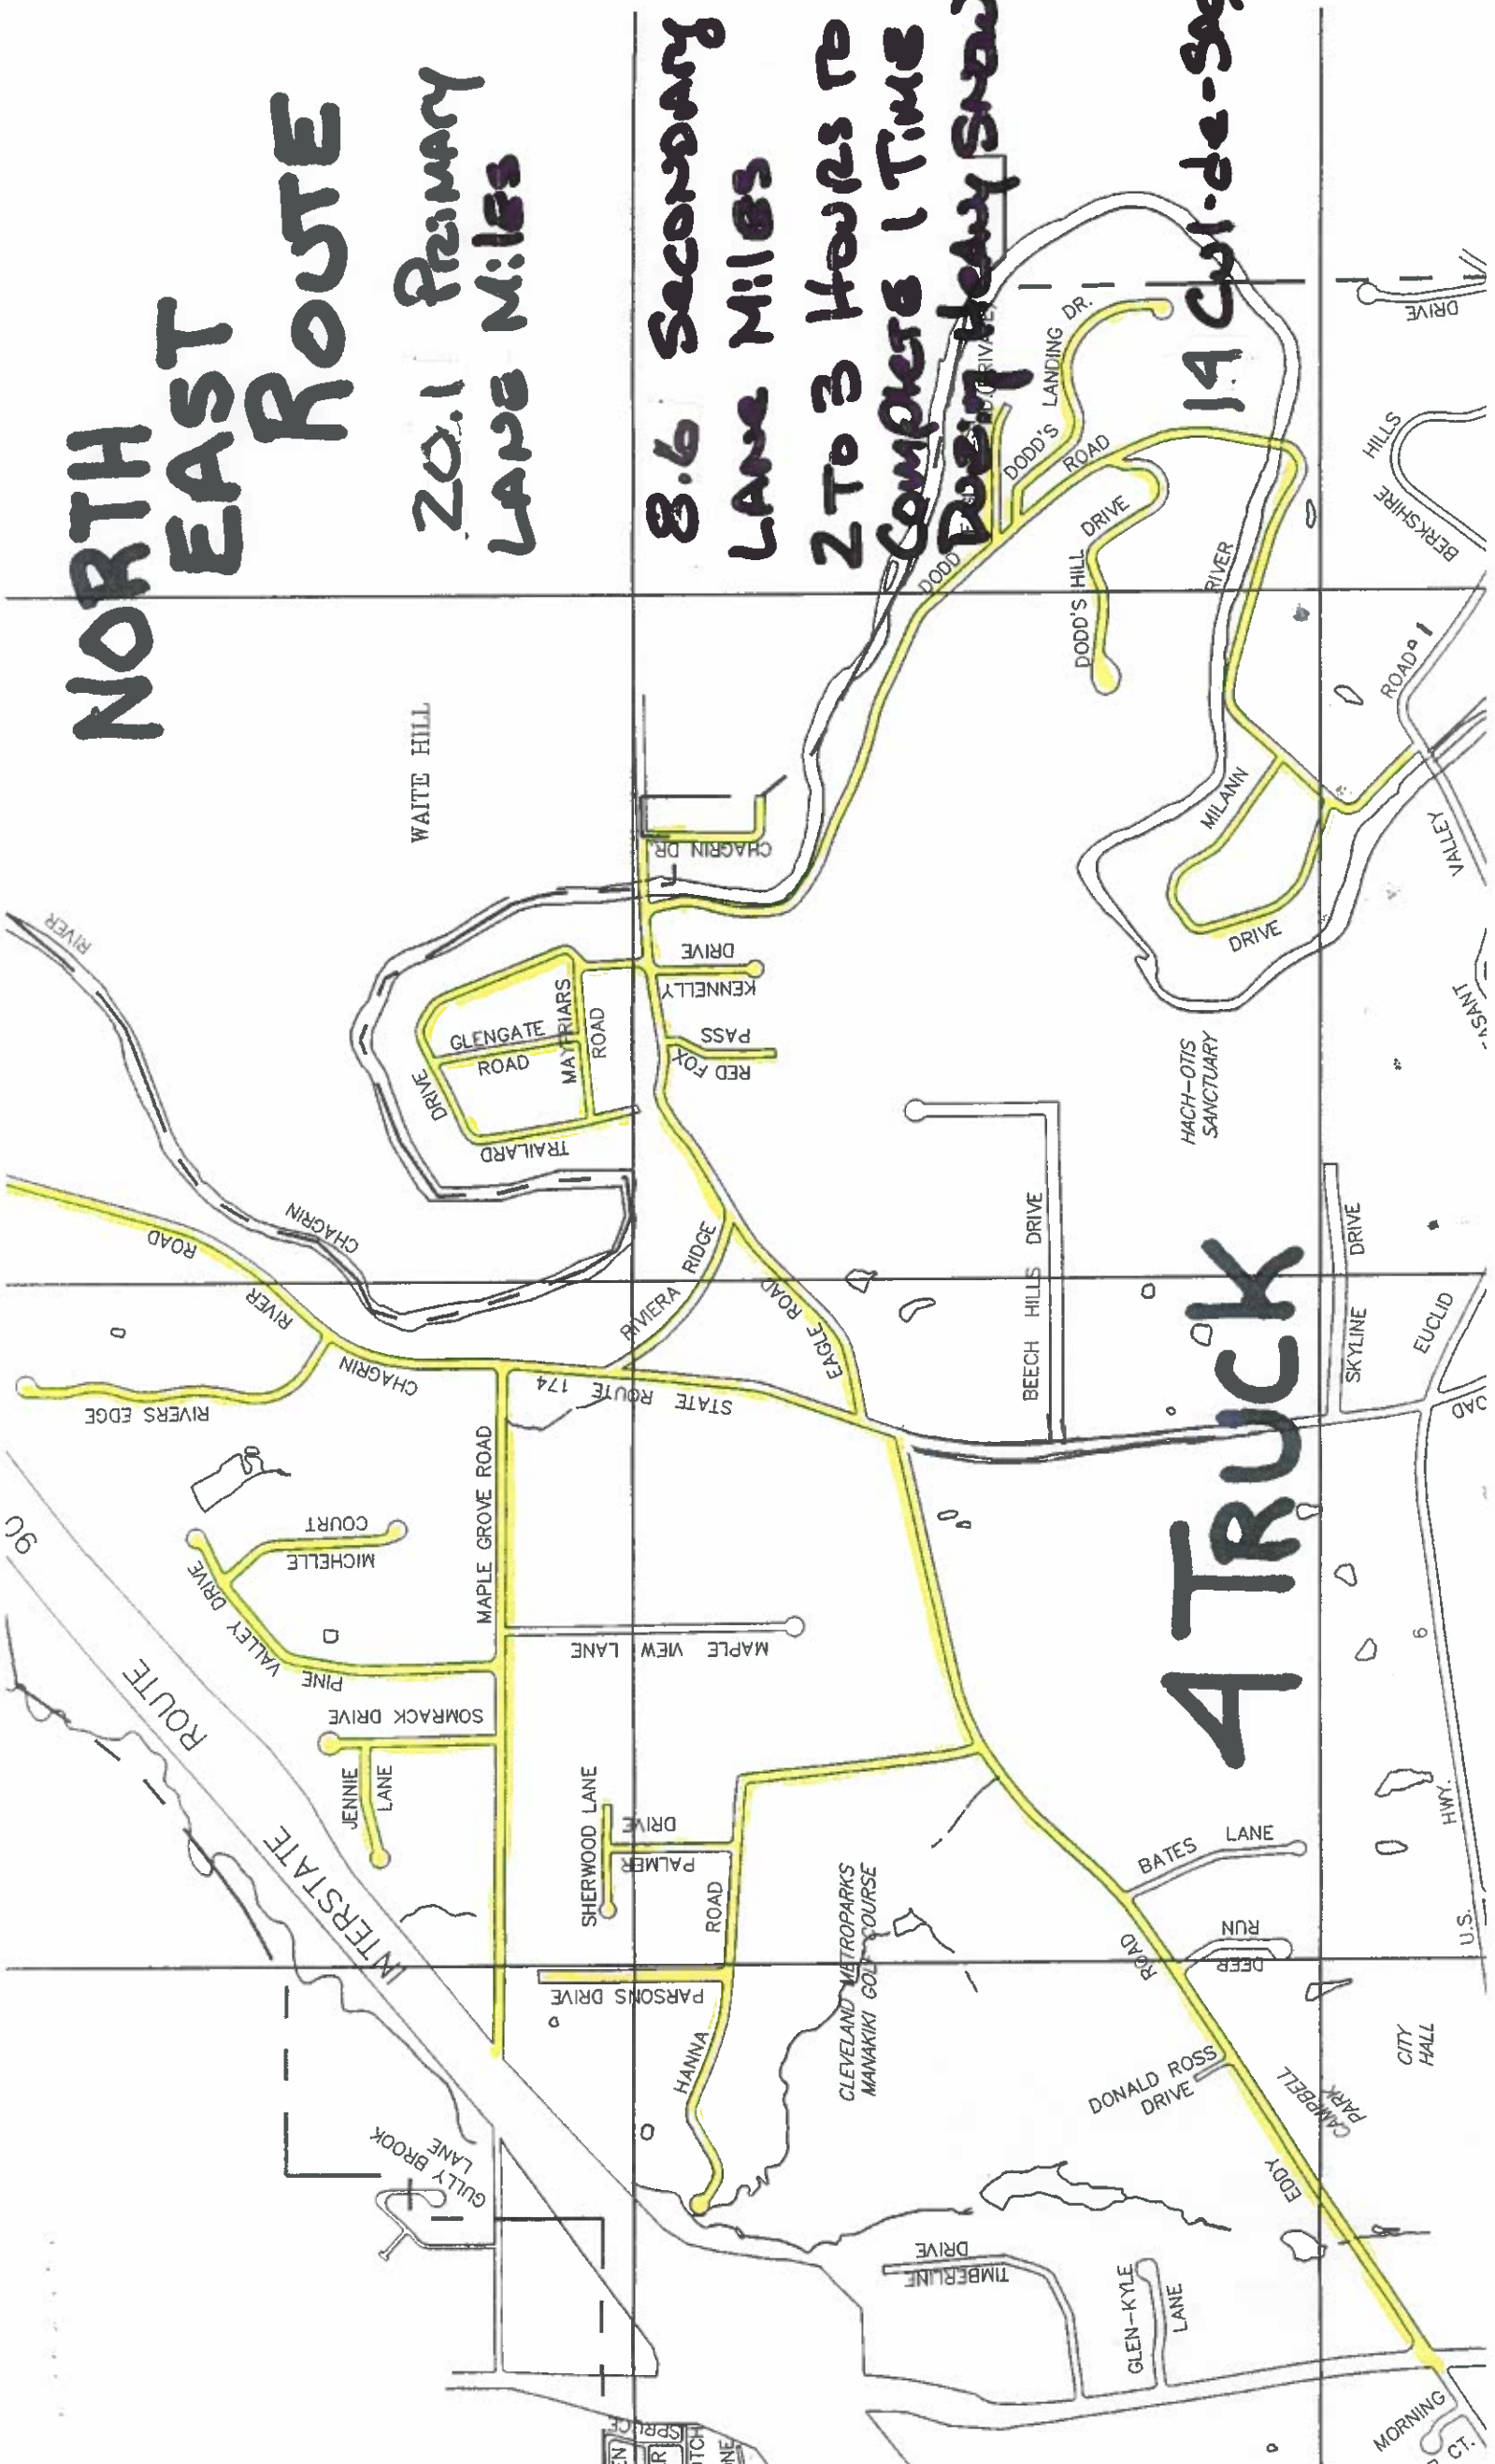 NORTH
EAST
ROUTE
20.1 PRIMARY
LANE Miles
8.6 SECONDARY
LANE Miles
2 TO 3 HOURS TO
COMPLETE 1 TIME
DURING HEAVY SNOW
14 Cul-de-Sac
1 TRUCK
WAITE HILL
RIVER
CHAGRIN
ROAD
RIVER
CHAGRIN
RIVERS EDGE
STATE ROUTE 174
GLENGATE
ROAD
MAYFRIARS
ROAD
DRIVE
TRAILARD
CHAGRIN DR.
KENNELLY
DRIVE
RED FOX
PASS
RIVIERA RIDGE
EAGLE ROAD
DODD
DODD'S LANDING DR.
ROAD
DODD'S HILL DRIVE
RIVER
MILANN
DRIVE
DRIVE
BERKSHIRE
HILLS
ROAD
VALLEY
HACH-OTIS
SANCTUARY
BEECH HILLS DRIVE
SKYLINE DRIVE
EUCLID
90
MICHELLE
COURT
PINE VALLEY DRIVE
MAPLE GROVE ROAD
MAPLE VIEW LANE
SOMRACK DRIVE
JENNIE
LANE
INTERSTATE ROUTE
SHERWOOD LANE
PALMER
DRIVE
ROAD
PARSONS DRIVE
HANNA
CLEVELAND METROPARKS
MANAKIKI GOLF COURSE
BATES LANE
DEER
RUN
ROAD
DONALD ROSS
DRIVE
CAMPBELL
PARK
EDDY
CITY
HALL
U.S. HWY. 6
GULLY BROOK
LANE
TIMBERLINE
DRIVE
GLEN-KYLE
LANE
SPRUCE
MORNING
CT.